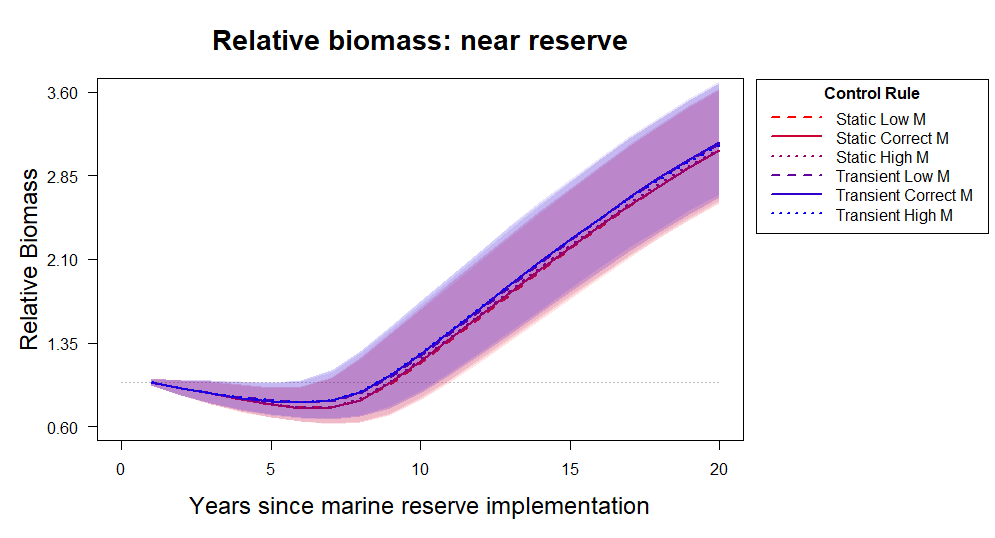 Relative biomass: near reserve
3.60
2.85
2.10
1.35
0.60
Relative Biomass
0 5 10 15 20
Years since marine reserve implementation
Control Rule
Static Low M
Static Correct M
Static High M
Transient Low M
Transient Correct M
Transient High M